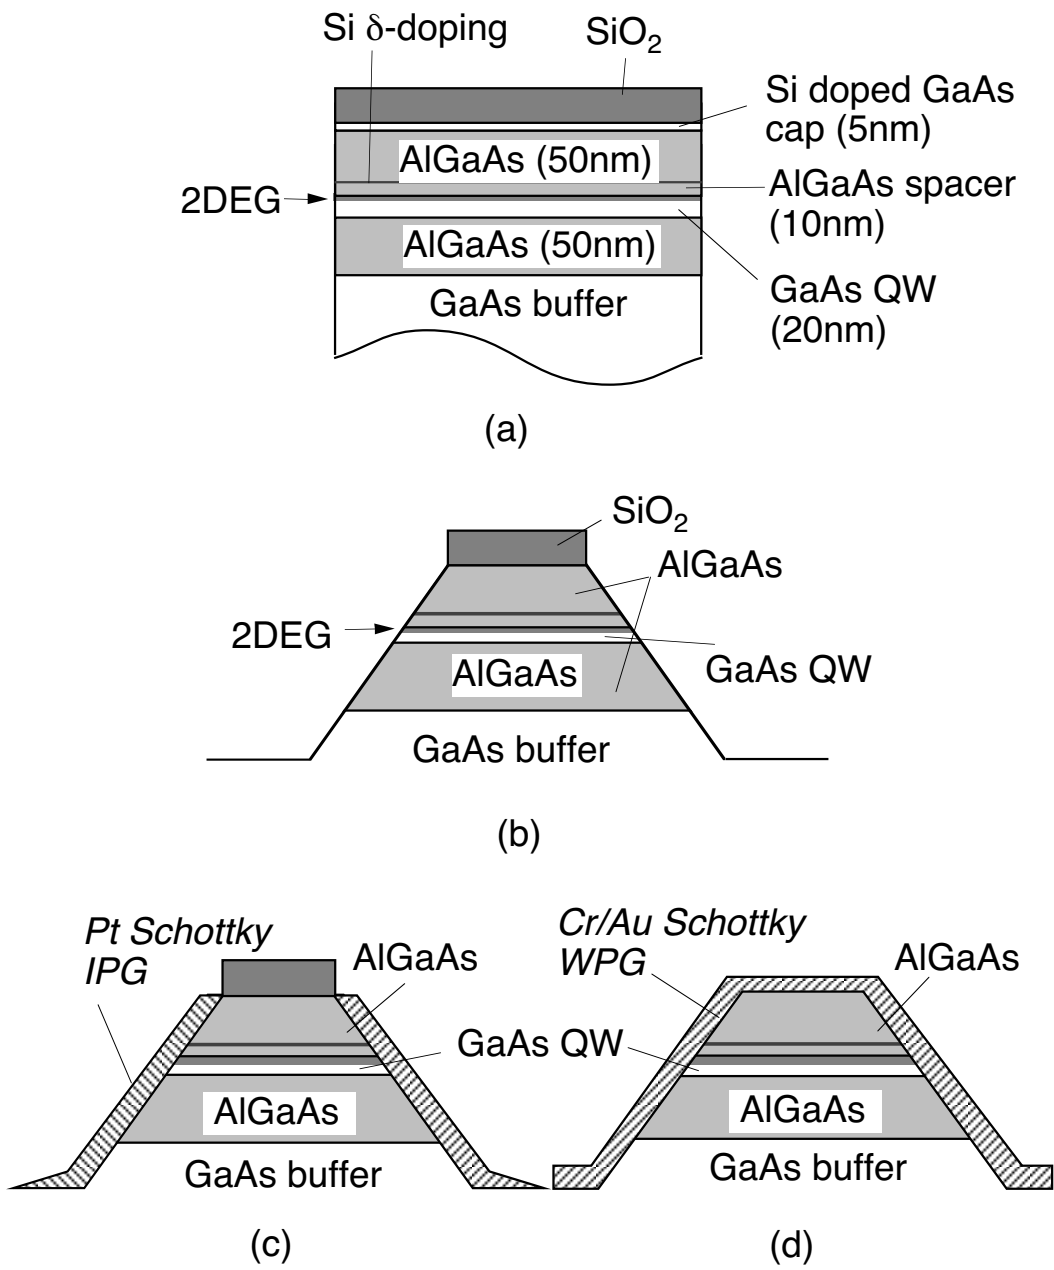 Si δ-doping
SiO2
Si doped GaAs
cap (5nm)
AlGaAs (50nm)
AlGaAs spacer
(10nm)
2DEG
AlGaAs (50nm)
GaAs QW
(20nm)
GaAs buffer
(a)
SiO2
AlGaAs
2DEG
GaAs QW
AlGaAs
GaAs buffer
(b)
Pt Schottky
IPG
AlGaAs
Cr/Au Schottky
WPG
AlGaAs
GaAs QW
AlGaAs
AlGaAs
GaAs buffer
GaAs buffer
(c)
(d)